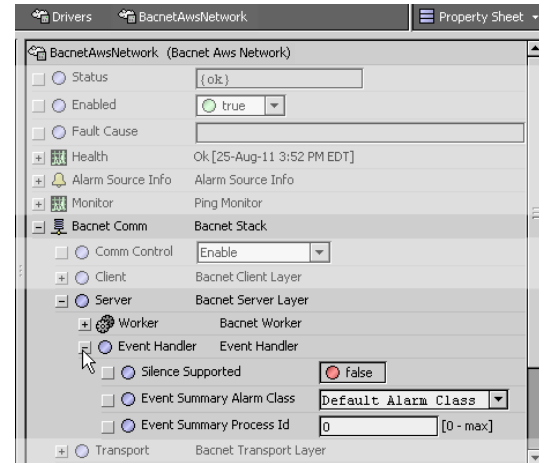 Drivers BacnetAwsNetwork Property Sheet
BacnetAwsNetwork (Bacnet Aws Network)
Status {ok}
Enabled true
Fault Cause
Health Ok [25-Aug-11 3:52 PM EDT]
Alarm Source Info Alarm Source Info
Monitor Ping Monitor
Bacnet Comm Bacnet Stack
Comm Control Enable
Client Bacnet Client Layer
Server Bacnet Server Layer
Worker Bacnet Worker
Event Handler Event Handler
Silence Supported false
Event Summary Alarm Class Default Alarm Class
Event Summary Process Id 0 [0 - max]
Transport Bacnet Transport Layer